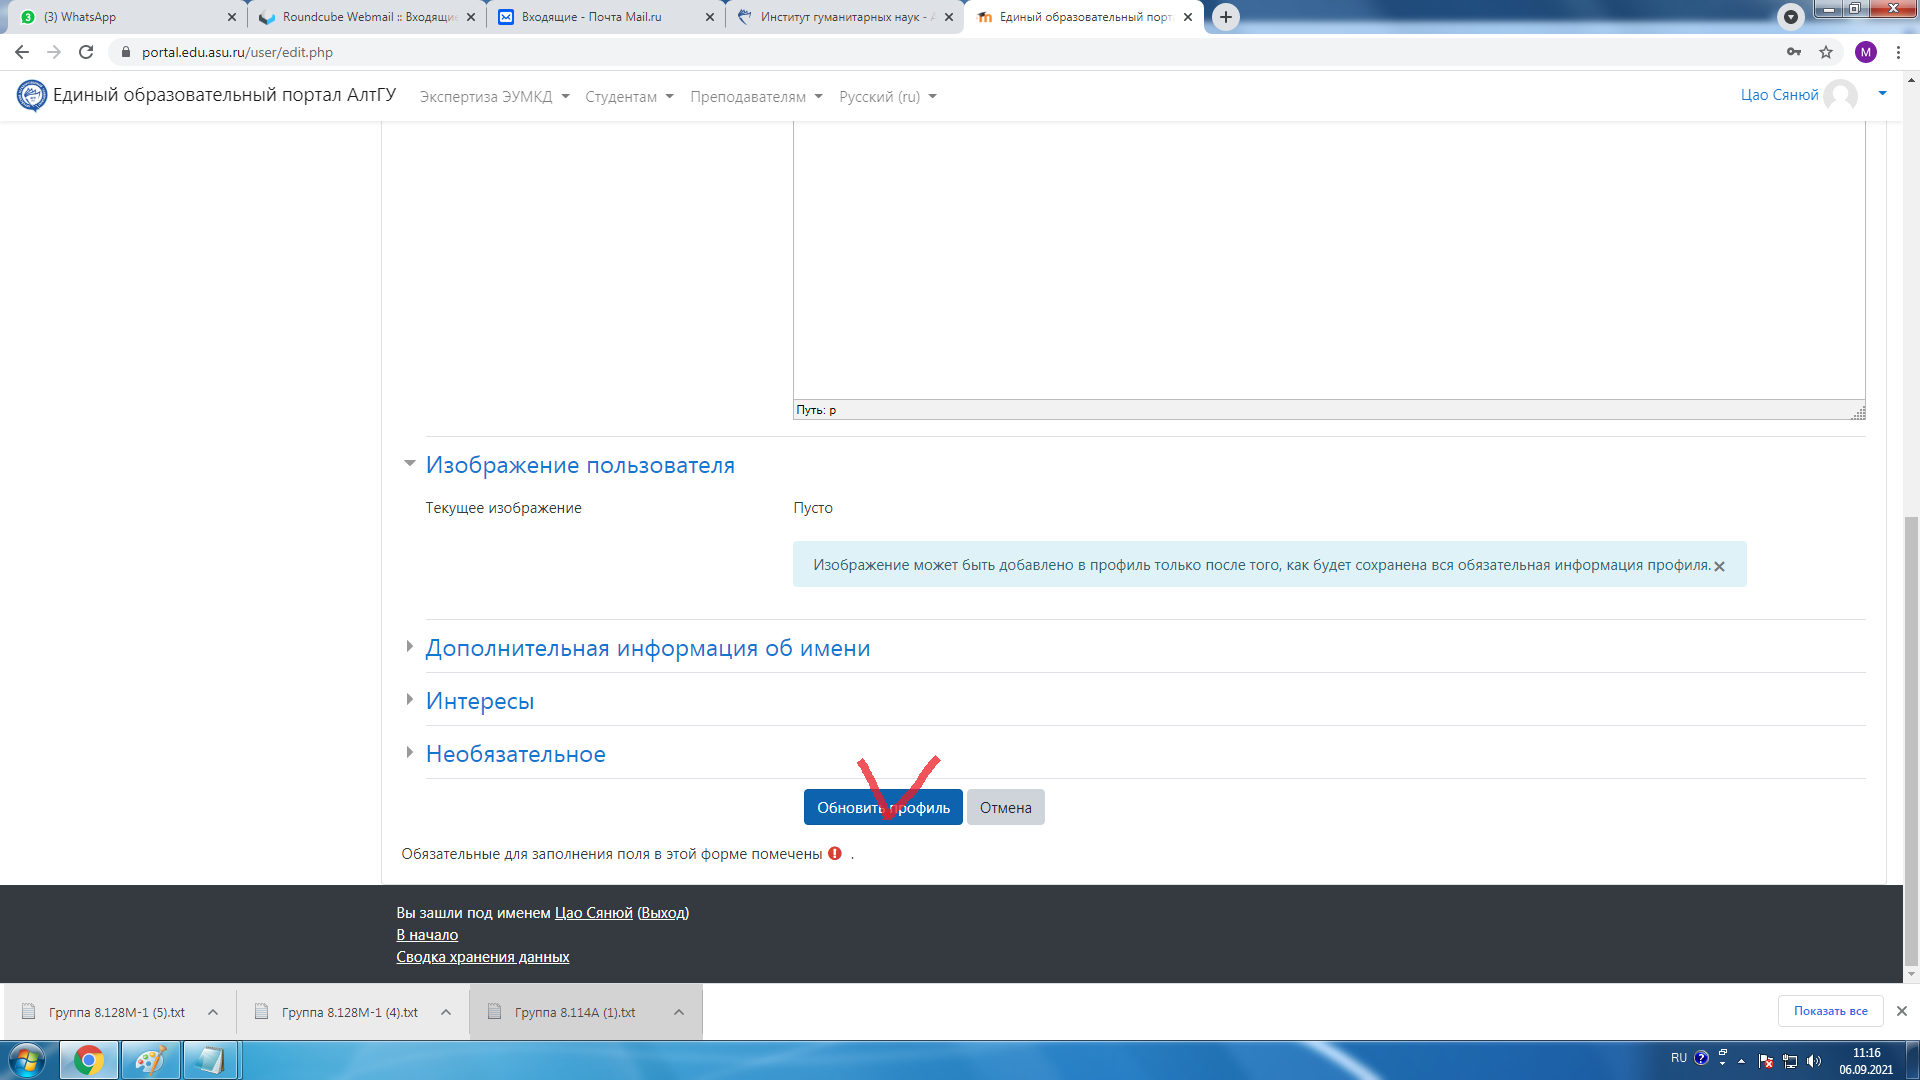 (3) WhatsApp
Roundcube Webmail :: Входящие
Входящие - Почта Mail.ru
Институт гуманитарных наук -
Единый образовательный порт
portal.edu.asu.ru/user/edit.php
M
Единый образовательный портал АлтГУ
Экспертиза ЭУМКД
Студентам
Преподавателям
Русский (ru)
Цао Сянюй
Путь: p
Изображение пользователя
Текущее изображение
Пусто
Изображение может быть добавлено в профиль только после того, как будет сохранена вся обязательная информация профиля.
Дополнительная информация об имени
Интересы
Необязательное
Обновить профиль
Отмена
Обязательные для заполнения поля в этой форме помечены .
Вы зашли под именем Цао Сянюй (Выход)
В начало
Сводка хранения данных
Группа 8.128М-1 (5).txt
Группа 8.128М-1 (4).txt
Группа 8.114А (1).txt
Показать все
RU
11:16
06.09.2021